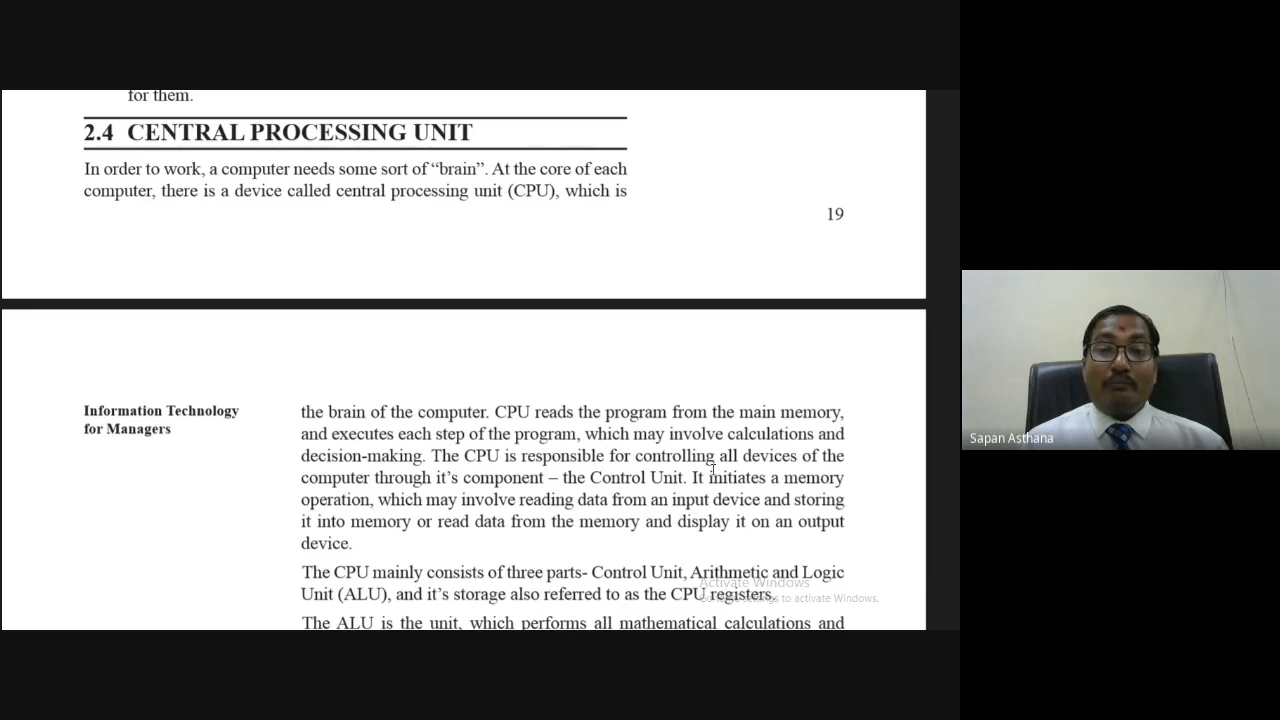 for them.
2.4 CENTRAL PROCESSING UNIT
In order to work, a computer needs some sort of “brain”. At the core of each
computer, there is a device called central processing unit (CPU), which is
19
Information Technology
for Managers
the brain of the computer. CPU reads the program from the main memory,
and executes each step of the program, which may involve calculations and
decision-making. The CPU is responsible for controlling all devices of the
computer through it’s component – the Control Unit. It initiates a memory
operation, which may involve reading data from an input device and storing
it into memory or read data from the memory and display it on an output
device.
The CPU mainly consists of three parts- Control Unit, Arithmetic and Logic
Unit (ALU), and it’s storage also referred to as the CPU registers.
The ALU is the unit, which performs all mathematical calculations and
Activate Windows
Go to Settings to activate Windows.
Sapan Asthana